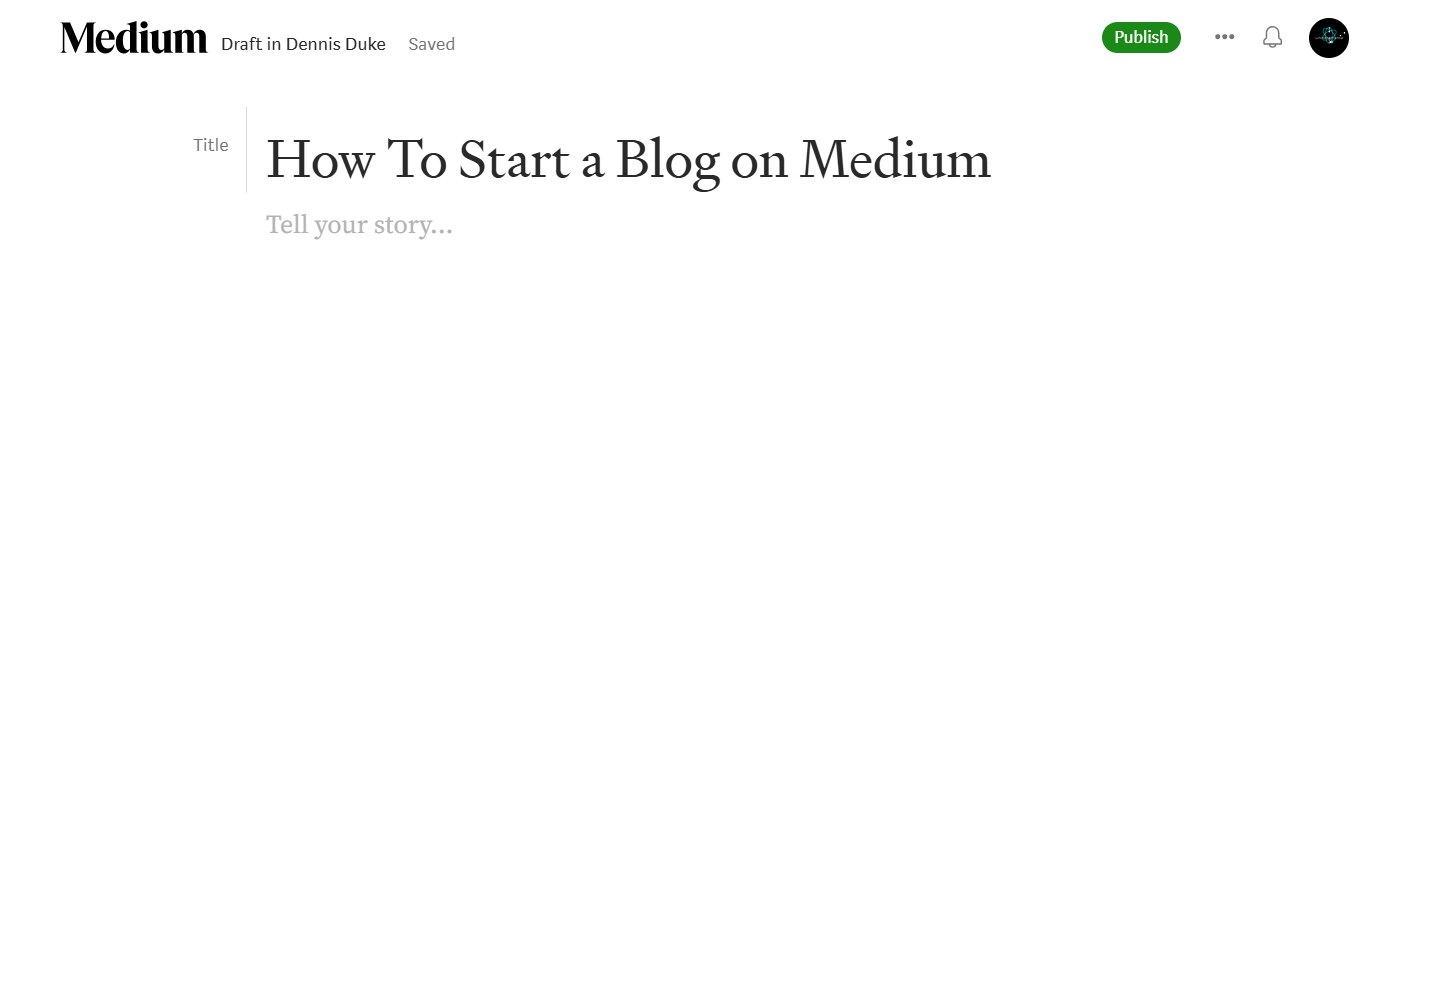 Medium Draft in Dennis Duke Saved Publish
Title
How To Start a Blog on Medium
Tell your story...